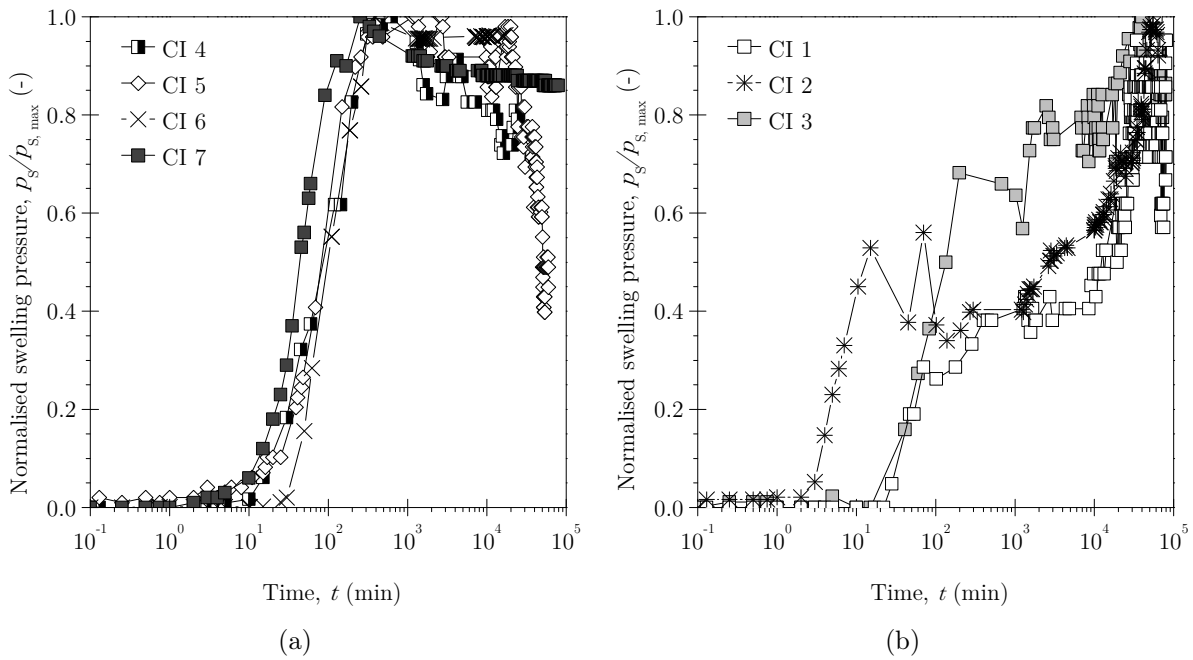 Normalised swelling pressure, pS/pS, max (-)
1.0
0.8
0.6
0.4
0.2
0.0
CI 4
CI 5
CI 6
CI 7
10⁻¹ 10⁰ 10¹ 10² 10³ 10⁴ 10⁵
Time, t (min)
(a)
Normalised swelling pressure, pS/pS, max (-)
1.0
0.8
0.6
0.4
0.2
0.0
CI 1
CI 2
CI 3
10⁻¹ 10⁰ 10¹ 10² 10³ 10⁴ 10⁵
Time, t (min)
(b)